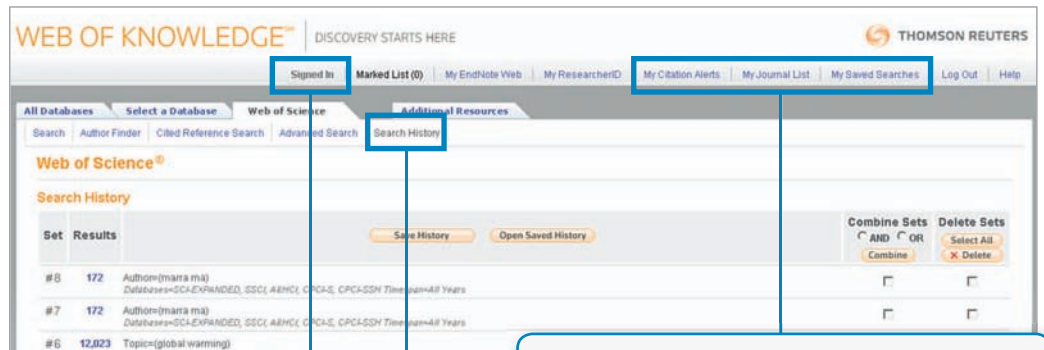 WEB OF KNOWLEDGE℠ DISCOVERY STARTS HERE THOMSON REUTERS
Signed In Marked List (0) My EndNote Web My ResearcherID My Citation Alerts My Journal List My Saved Searches Log Out Help
All Databases Select a Database Web of Science Additional Resources
Search Author Finder Cited Reference Search Advanced Search Search History
Web of Science®
Search History
Set Results Save History Open Saved History Combine Sets Delete Sets
AND OR Select All
Combine X Delete
#8 172 Author=(marra ma)
Databases=SCI-EXPANDED, SSCI, A&HCI, CPCI-S, CPCI-SSH Timespan=All Years
#7 172 Author=(marra ma)
Databases=SCI-EXPANDED, SSCI, A&HCI, CPCI-S, CPCI-SSH Timespan=All Years
#6 12,023 Topic=(global warming)